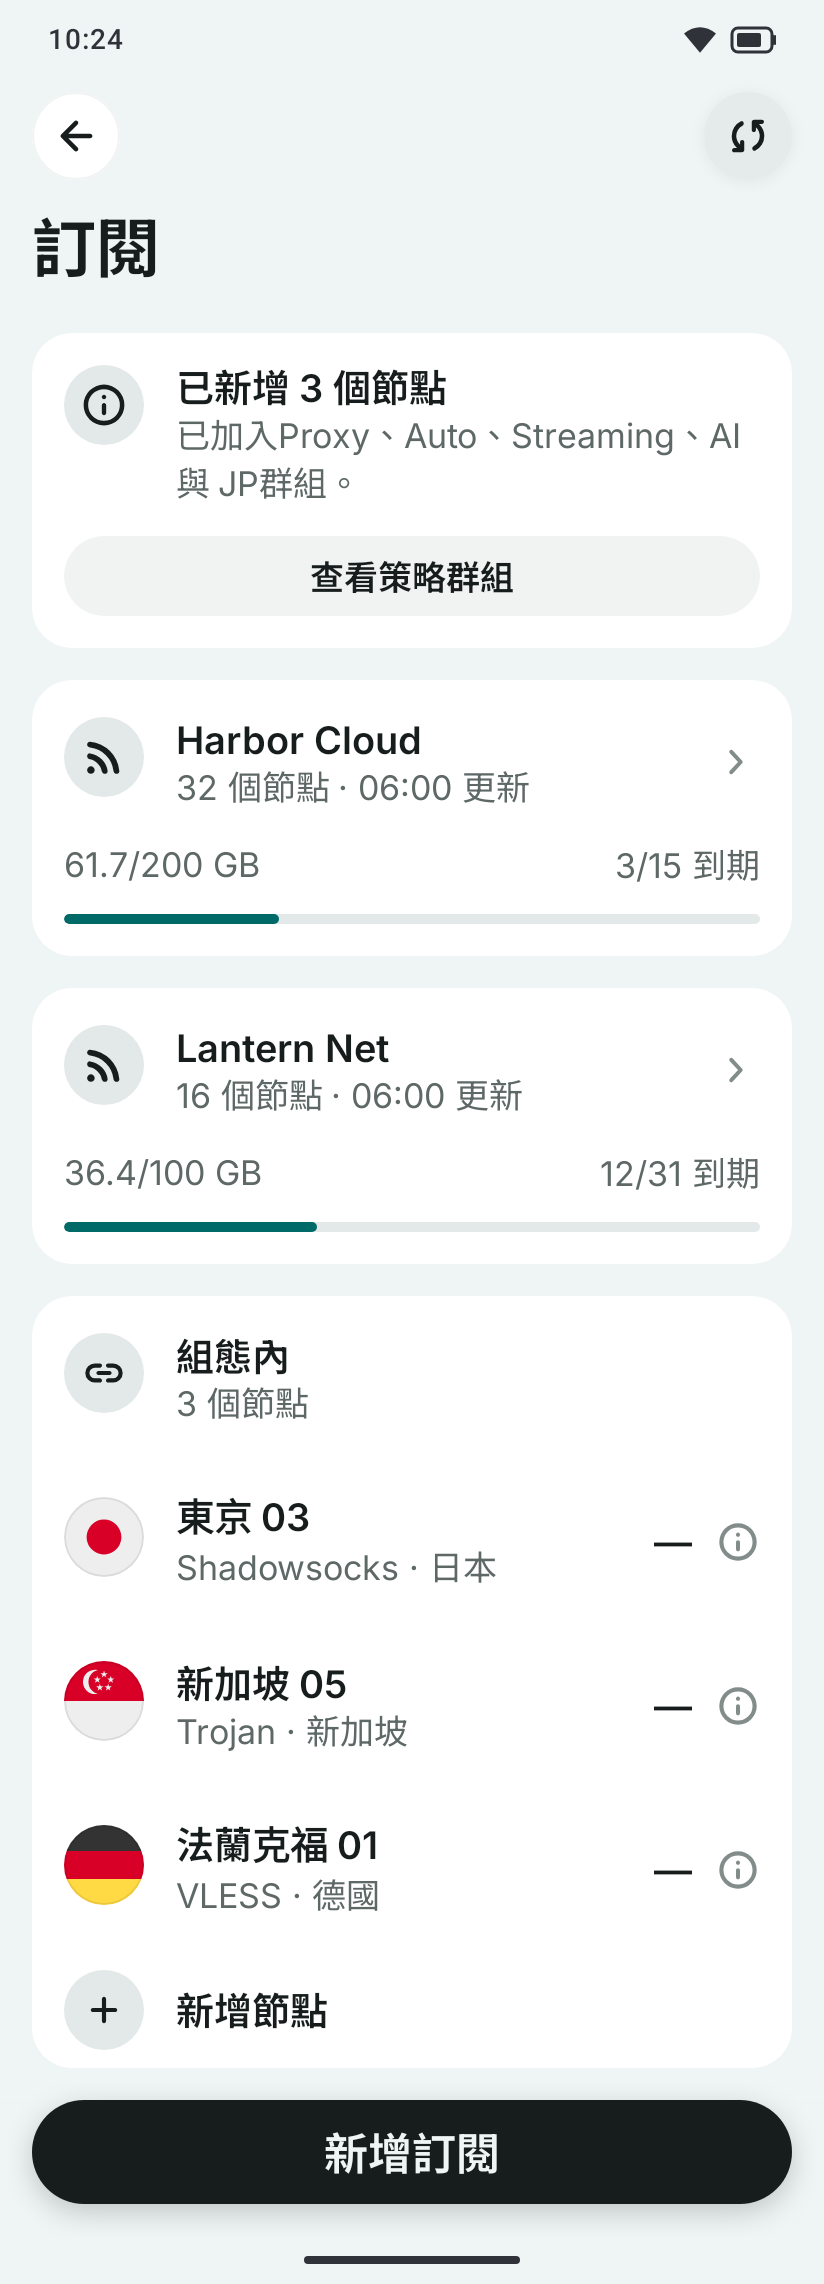 10:24
訂閱
已新增 3 個節點
已加入Proxy、Auto、Streaming、AI
與 JP群組。
查看策略群組
Harbor Cloud
32 個節點 · 06:00 更新
61.7/200 GB
3/15 到期
Lantern Net
16 個節點 · 06:00 更新
36.4/100 GB
12/31 到期
組態內
3 個節點
東京 03
Shadowsocks · 日本
—
新加坡 05
Trojan · 新加坡
—
法蘭克福 01
VLESS · 德國
—
新增節點
新增訂閱